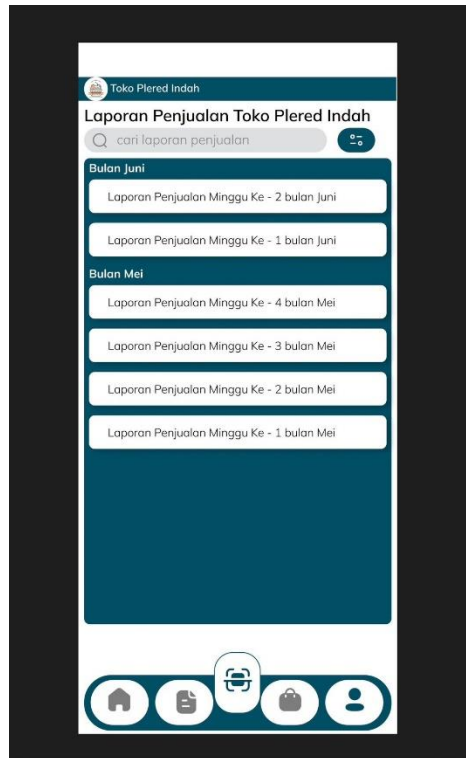 Toko Plered Indah
Laporan Penjualan Toko Plered Indah
cari laporan penjualan
Bulan Juni
Laporan Penjualan Minggu Ke - 2 bulan Juni
Laporan Penjualan Minggu Ke - 1 bulan Juni
Bulan Mei
Laporan Penjualan Minggu Ke - 4 bulan Mei
Laporan Penjualan Minggu Ke - 3 bulan Mei
Laporan Penjualan Minggu Ke - 2 bulan Mei
Laporan Penjualan Minggu Ke - 1 bulan Mei